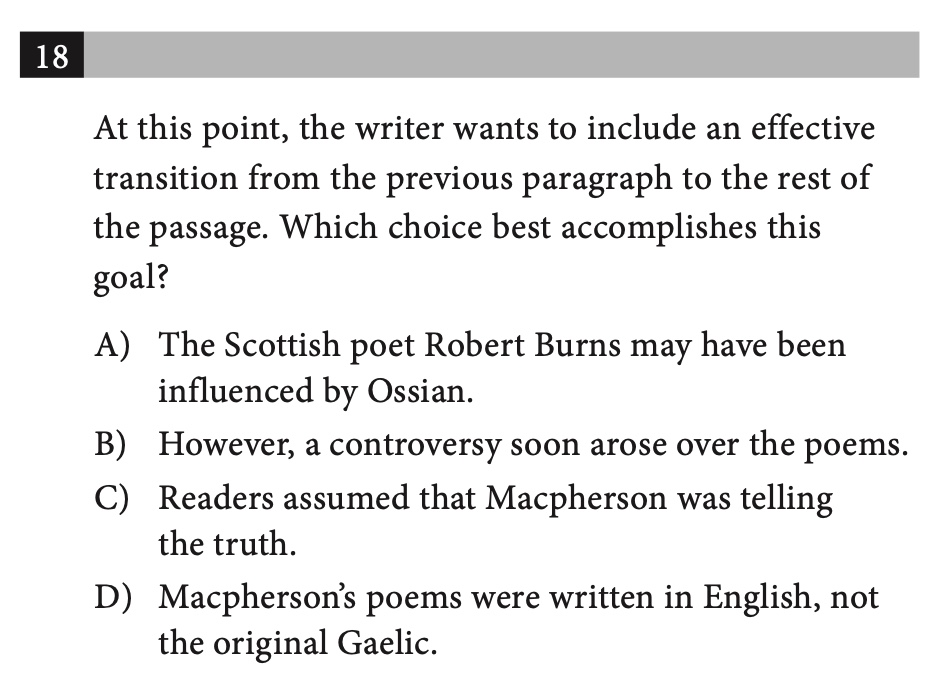 18
At this point, the writer wants to include an effective
transition from the previous paragraph to the rest of
the passage. Which choice best accomplishes this
goal?
A) The Scottish poet Robert Burns may have been
influenced by Ossian.
B) However, a controversy soon arose over the poems.
C) Readers assumed that Macpherson was telling
the truth.
D) Macpherson’s poems were written in English, not
the original Gaelic.